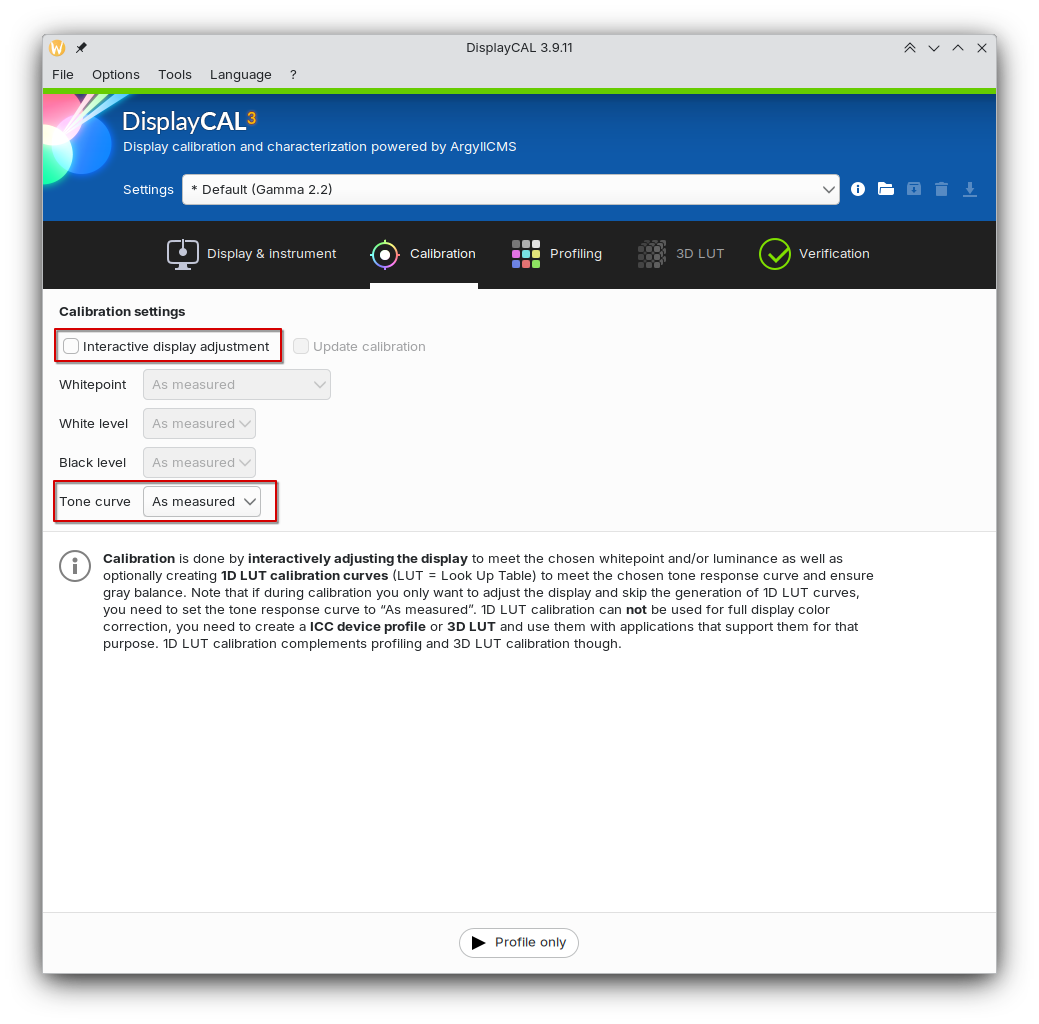 DisplayCAL 3.9.11
File Options Tools Language ?
DisplayCAL3
Display calibration and characterization powered by ArgyllCMS
Settings * Default (Gamma 2.2)
Display & instrument Calibration Profiling 3D LUT Verification
Calibration settings
Interactive display adjustment Update calibration
Whitepoint As measured
White level As measured
Black level As measured
Tone curve As measured
Calibration is done by interactively adjusting the display to meet the chosen whitepoint and/or luminance as well as
optionally creating 1D LUT calibration curves (LUT = Look Up Table) to meet the chosen tone response curve and ensure
gray balance. Note that if during calibration you only want to adjust the display and skip the generation of 1D LUT curves,
you need to set the tone response curve to “As measured”. 1D LUT calibration can not be used for full display color
correction, you need to create a ICC device profile or 3D LUT and use them with applications that support them for that
purpose. 1D LUT calibration complements profiling and 3D LUT calibration though.
Profile only